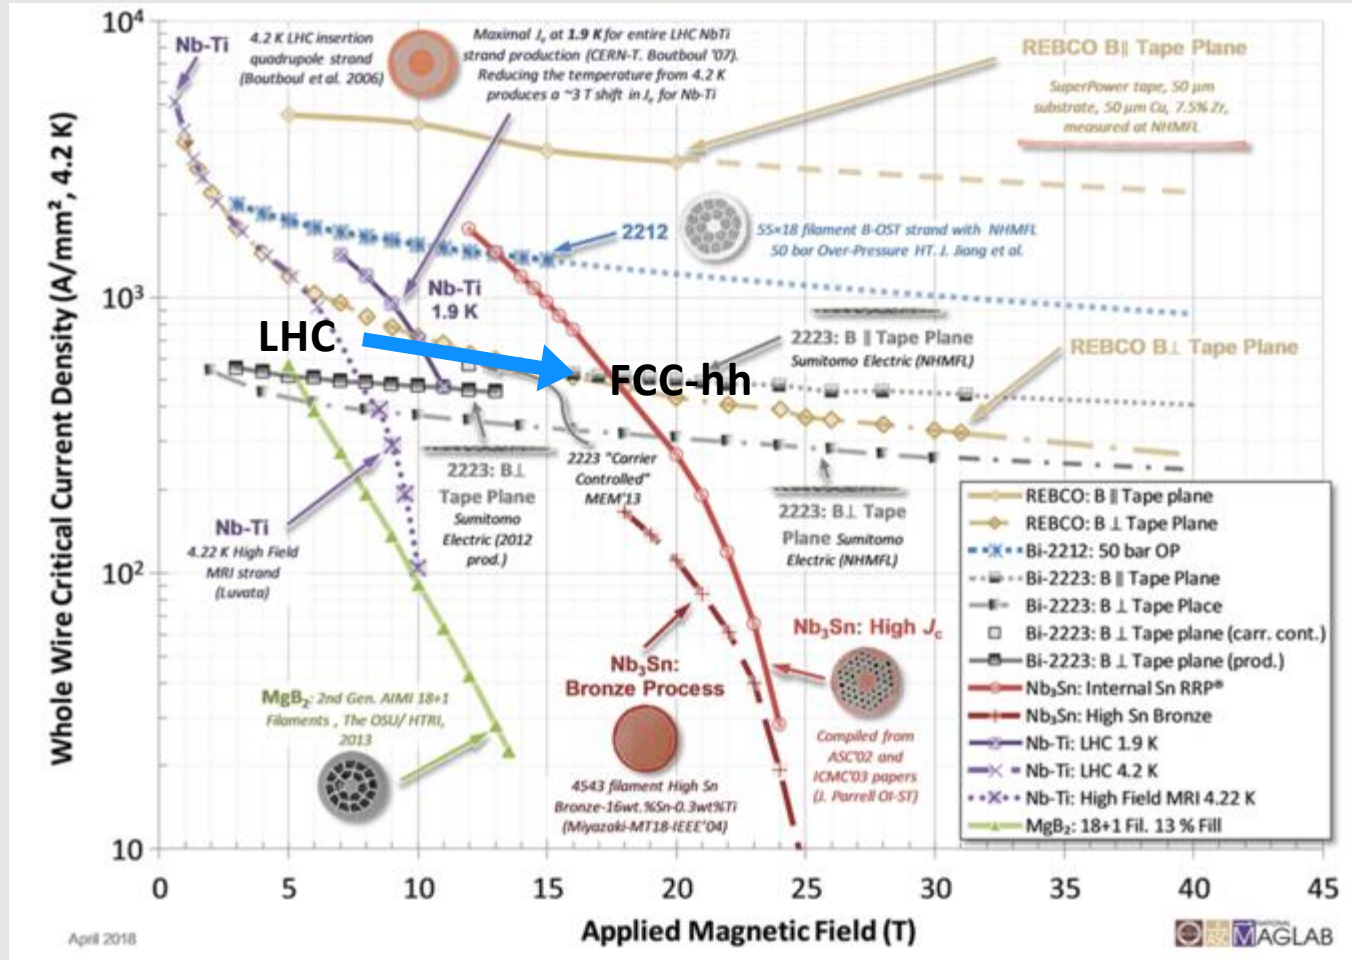 10⁴
10³
10²
10
Whole Wire Critical Current Density (A/mm², 4.2 K)
Nb-Ti
4.2 K LHC insertion
quadrupole strand
(Boutboul et al. 2006)
Maximal Jₑ at 1.9 K for entire LHC NbTi
strand production (CERN-T. Boutboul '07).
Reducing the temperature from 4.2 K
produces a ~3 T shift in Jₑ for Nb-Ti
REBCO B∥ Tape Plane
SuperPower tape, 50 μm
substrate, 50 μm Cu, 7.5% Zr,
measured at NHMFL
2212
55×18 filament B-OST strand with NHMFL
50 bar Over-Pressure HT. J. Jiang et al.
Nb-Ti
1.9 K
LHC
FCC-hh
2223: B ∥ Tape Plane
Sumitomo Electric (NHMFL)
REBCO B⊥ Tape Plane
2223: B⊥
Tape Plane
Sumitomo
Electric (2012
prod.)
2223 "Carrier
Controlled"
MEM'13
2223: B⊥ Tape
Plane Sumitomo
Electric (NHMFL)
Nb-Ti
4.22 K High Field
MRI strand
(Luvata)
MgB₂: 2nd Gen. AIMI 18+1
Filaments , The OSU/ HTRI,
2013
Nb₃Sn:
Bronze Process
4543 filament High Sn
Bronze-16wt.%Sn-0.3wt%Ti
(Miyazaki-MT18-IEEE'04)
Nb₃Sn: High Jc
Compiled from
ASC'02 and
ICMC'03 papers
(J. Parrell OI-ST)
REBCO: B ∥ Tape plane
REBCO: B ⊥ Tape Plane
Bi-2212: 50 bar OP
Bi-2223: B ∥ Tape Plane
Bi-2223: B ⊥ Tape Place
Bi-2223: B ⊥ Tape plane (carr. cont.)
Bi-2223: B ⊥ Tape plane (prod.)
Nb₃Sn: Internal Sn RRP®
Nb₃Sn: High Sn Bronze
Nb-Ti: LHC 1.9 K
Nb-Ti: LHC 4.2 K
Nb-Ti: High Field MRI 4.22 K
MgB₂: 18+1 Fil. 13 % Fill
0 5 10 15 20 25 30 35 40 45
Applied Magnetic Field (T)
April 2018
MAGLAB